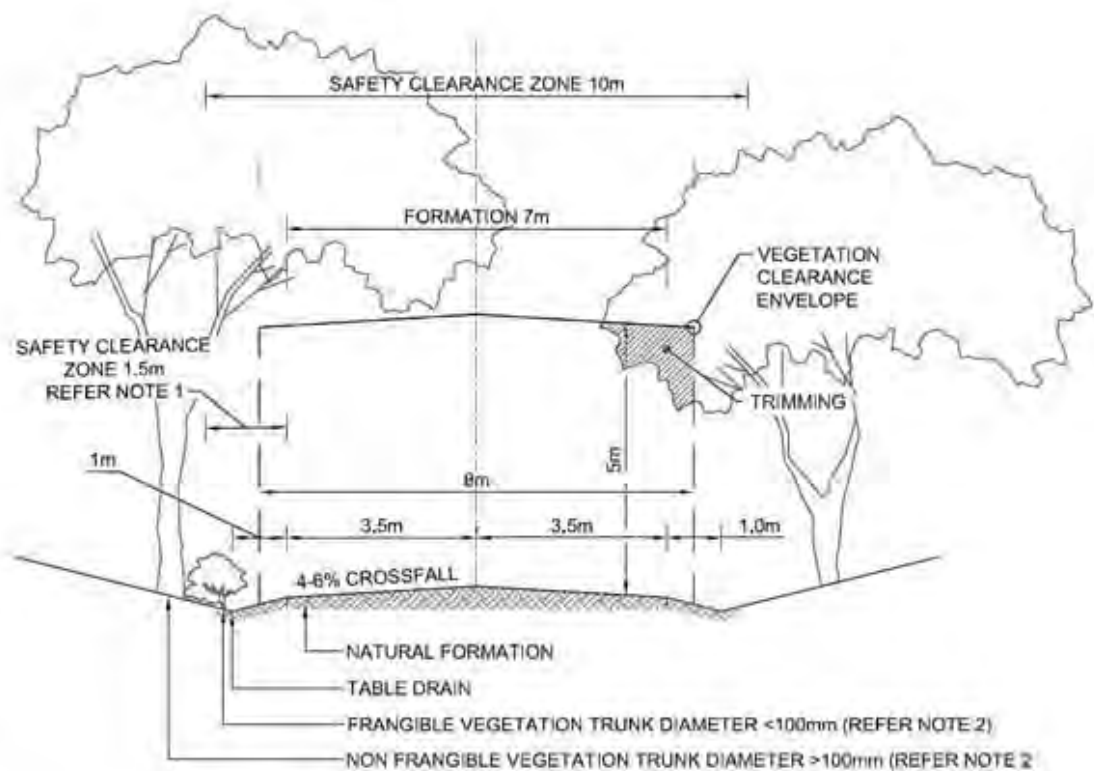 SAFETY CLEARANCE ZONE 10m
FORMATION 7m
VEGETATION
CLEARANCE
ENVELOPE
SAFETY CLEARANCE
ZONE 1.5m
REFER NOTE 1
TRIMMING
5m
1m
8m
3.5m
3.5m
1.0m
4-6% CROSSFALL
NATURAL FORMATION
TABLE DRAIN
FRANGIBLE VEGETATION TRUNK DIAMETER <100mm (REFER NOTE 2)
NON FRANGIBLE VEGETATION TRUNK DIAMETER >100mm (REFER NOTE 2